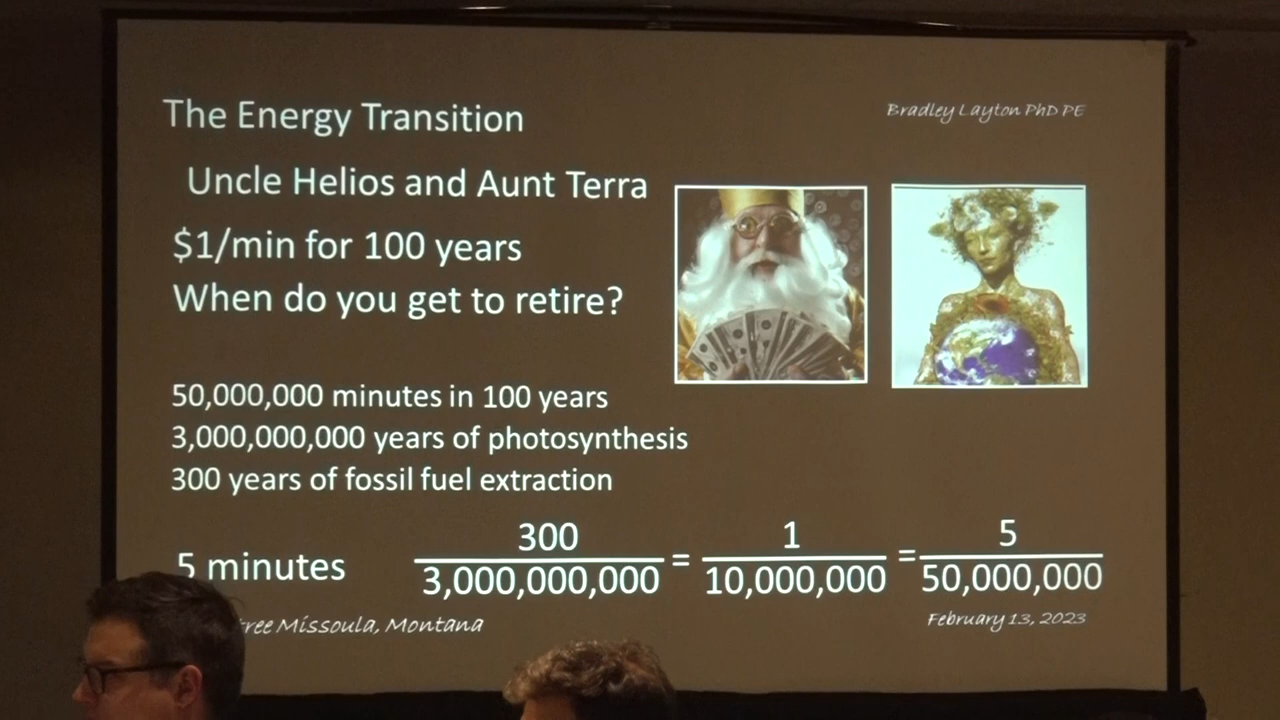 The Energy Transition
Bradley Layton PhD PE
Uncle Helios and Aunt Terra
$1/min for 100 years
When do you get to retire?
50,000,000 minutes in 100 years
3,000,000,000 years of photosynthesis
300 years of fossil fuel extraction
5 minutes
300 / 3,000,000,000 = 1 / 10,000,000 = 5 / 50,000,000
Missoula, Montana
February 13, 2023